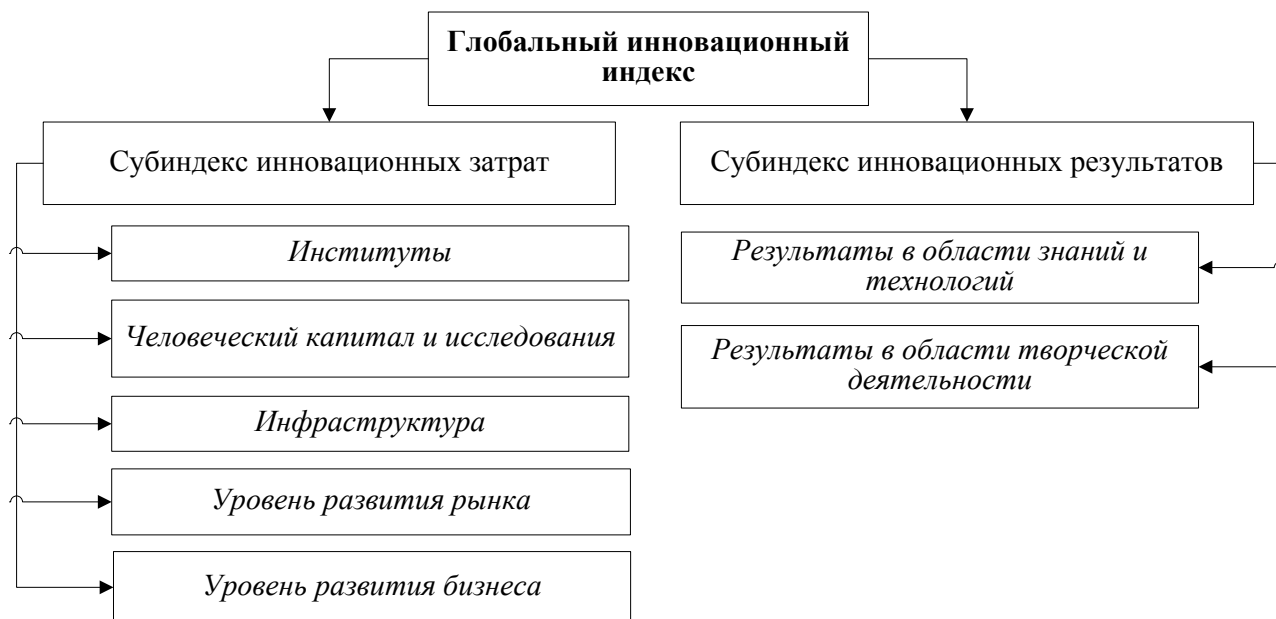 Глобальный инновационный
индекс
Субиндекс инновационных затрат
Институты
Человеческий капитал и исследования
Инфраструктура
Уровень развития рынка
Уровень развития бизнеса
Субиндекс инновационных результатов
Результаты в области знаний и
технологий
Результаты в области творческой
деятельности